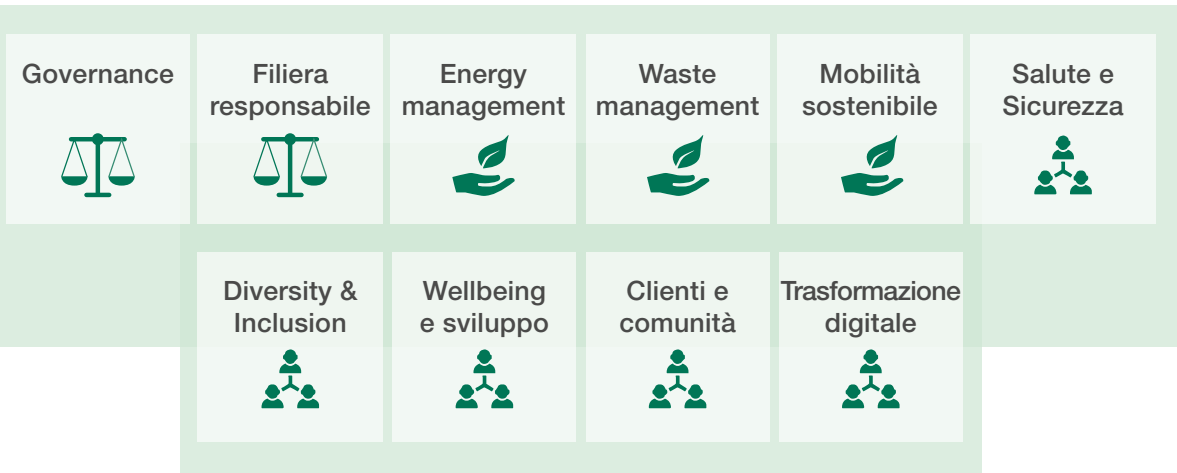 Governance
Filiera
responsabile
Energy
management
Waste
management
Mobilità
sostenibile
Salute e
Sicurezza
Diversity &
Inclusion
Wellbeing
e sviluppo
Clienti e
comunità
Trasformazione
digitale